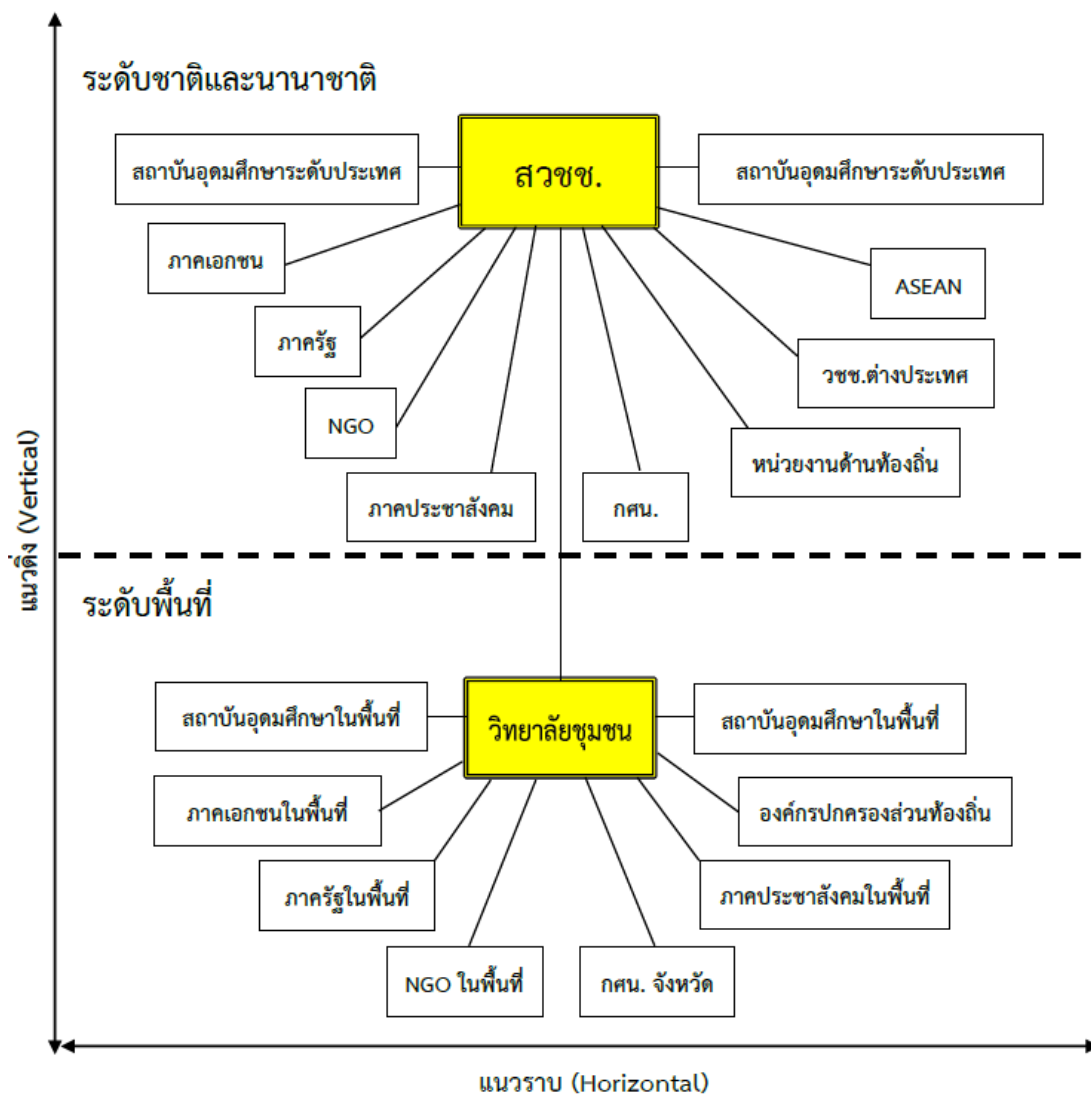 ระดับชาติและนานาชาติ
สวชช.
สถาบันอุดมศึกษาระดับประเทศ
สถาบันอุดมศึกษาระดับประเทศ
ภาคเอกชน
ASEAN
ภาครัฐ
วชช.ต่างประเทศ
NGO
หน่วยงานด้านท้องถิ่น
ภาคประชาสังคม
กศน.
แนวดิ่ง (Vertical)
ระดับพื้นที่
สถาบันอุดมศึกษาในพื้นที่
วิทยาลัยชุมชน
สถาบันอุดมศึกษาในพื้นที่
ภาคเอกชนในพื้นที่
องค์กรปกครองส่วนท้องถิ่น
ภาครัฐในพื้นที่
ภาคประชาสังคมในพื้นที่
NGO ในพื้นที่
กศน. จังหวัด
แนวราบ (Horizontal)